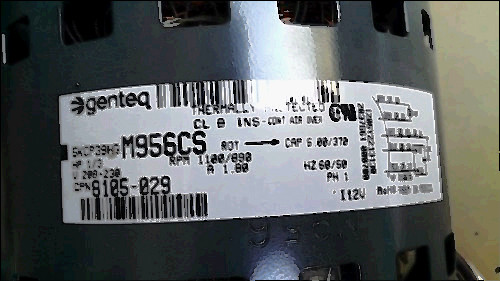 genteq
THERMALLY PROTECTED
CL B INS-CONT AIR OVER
5KCP39HG M956CS ROT CAP 6.00/370
HP 1/3 RPM 1100/890 HZ 60/50
V 208-230 A 1.80 PH 1
CPN 8105-029 I12V